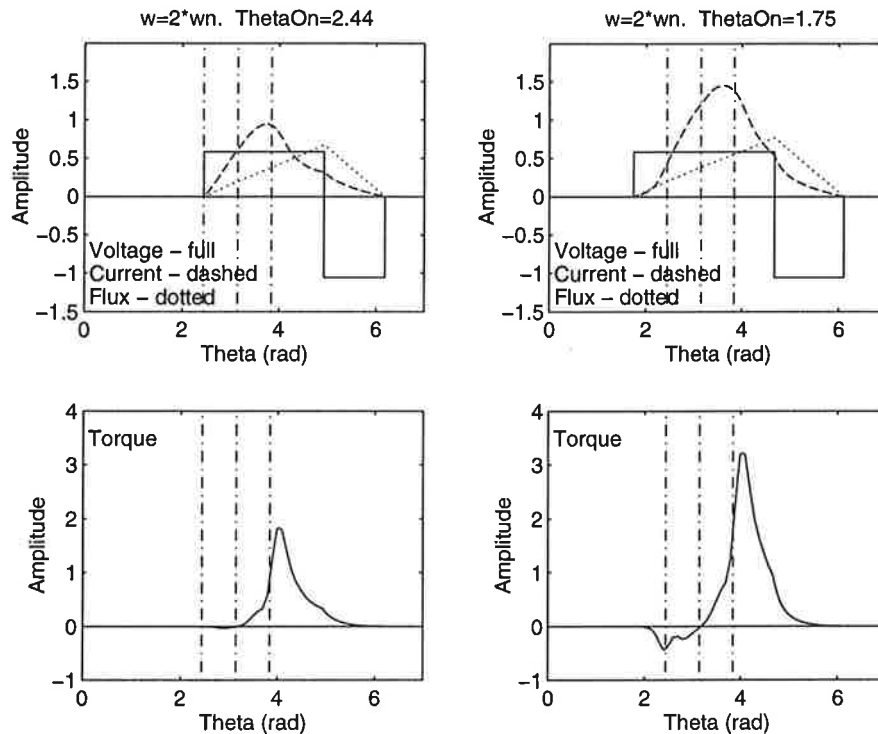 w=2*wn. ThetaOn=2.44
1.5
1
0.5
0
−0.5
−1
−1.5
Amplitude
Voltage − full
Current − dashed
Flux − dotted
0 2 4 6
Theta (rad)
w=2*wn. ThetaOn=1.75
1.5
1
0.5
0
−0.5
−1
−1.5
Amplitude
Voltage − full
Current − dashed
Flux − dotted
0 2 4 6
Theta (rad)
4
3
2
1
0
−1
Amplitude
Torque
0 2 4 6
Theta (rad)
4
3
2
1
0
−1
Amplitude
Torque
0 2 4 6
Theta (rad)